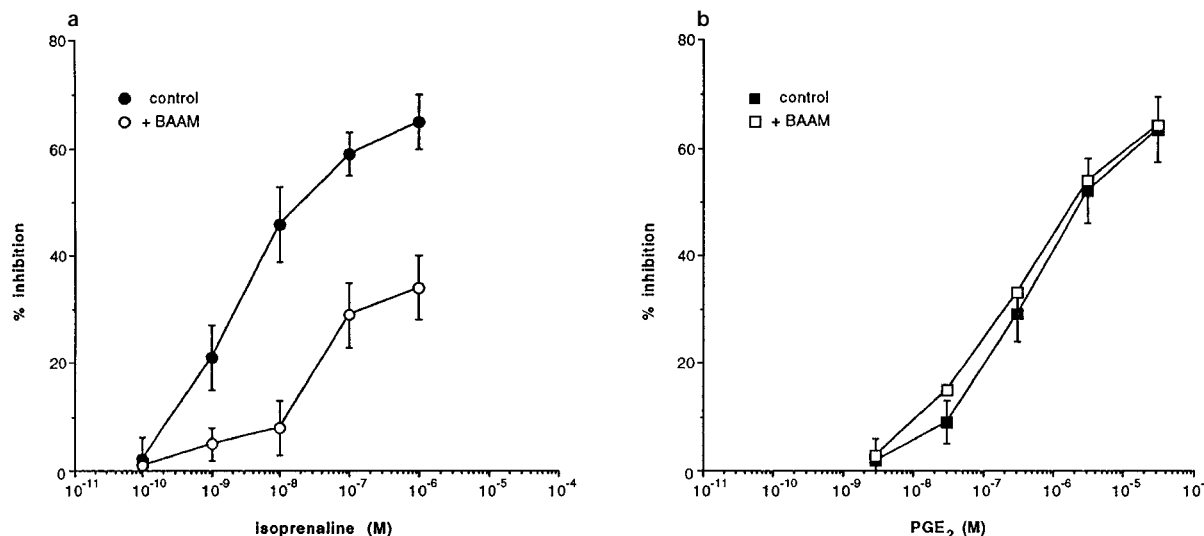 a
80
60
40
20
0
% inhibition
control
+ BAAM
10-11 10-10 10-9 10-8 10-7 10-6 10-5 10-4
isoprenaline (M)
b
80
60
40
20
0
% inhibition
control
+ BAAM
10-11 10-10 10-9 10-8 10-7 10-6 10-5 10-
PGE2 (M)